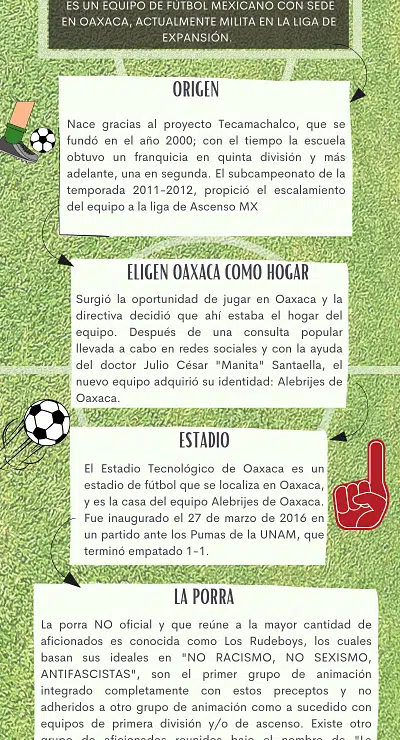 ES UN EQUIPO DE FÚTBOL MEXICANO CON SEDE
EN OAXACA, ACTUALMENTE MILITA EN LA LIGA DE
EXPANSIÓN.
ORIGEN
Nace gracias al proyecto Tecamachalco, que se
fundó en el año 2000; con el tiempo la escuela
obtuvo un franquicia en quinta división y más
adelante, una en segunda. El subcampeonato de la
temporada 2011-2012, propició el escalamiento
del equipo a la liga de Ascenso MX
ELIGEN OAXACA COMO HOGAR
Surgió la oportunidad de jugar en Oaxaca y la
directiva decidió que ahí estaba el hogar del
equipo. Después de una consulta popular
llevada a cabo en redes sociales y con la ayuda
del doctor Julio César "Manita" Santaella, el
nuevo equipo adquirió su identidad: Alebrijes de
Oaxaca.
ESTADIO
El Estadio Tecnológico de Oaxaca es un
estadio de fútbol que se localiza en Oaxaca,
y es la casa del equipo Alebrijes de Oaxaca.
Fue inaugurado el 27 de marzo de 2016 en
un partido ante los Pumas de la UNAM, que
terminó empatado 1-1.
LA PORRA
La porra NO oficial y que reúne a la mayor cantidad de
aficionados es conocida como Los Rudeboys, los cuales
basan sus ideales en "NO RACISMO, NO SEXISMO,
ANTIFASCISTAS", son el primer grupo de animación
integrado completamente con estos preceptos y no
adheridos a otro grupo de animación como a sucedido con
equipos de primera división y/o de ascenso. Existe otro
grupo de aficionados reunidos bajo el nombre de "La